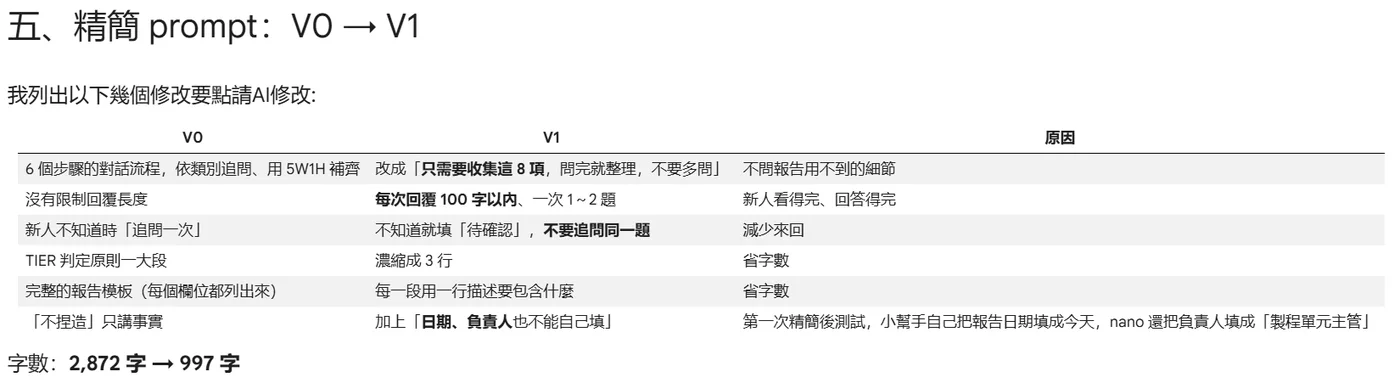 五、精簡 prompt：V0 → V1
我列出以下幾個修改要點請AI修改:
V0 V1 原因
6 個步驟的對話流程，依類別追問、用 5W1H 補齊 改成「只需要收集這 8 項，問完就整理，不要多問」 不問報告用不到的細節
沒有限制回覆長度 每次回覆 100 字以內、一次 1～2 題 新人看得完、回答得完
新人不知道時「追問一次」 不知道就填「待確認」，不要追問同一題 減少來回
TIER 判定原則一大段 濃縮成 3 行 省字數
完整的報告模板（每個欄位都列出來） 每一段用一行描述要包含什麼 省字數
「不捏造」只講事實 加上「日期、負責人也不能自己填」 第一次精簡後測試，小幫手自己把報告日期填成今天，nano 還把負責人填成「製程單元主管」
字數：2,872 字 → 997 字